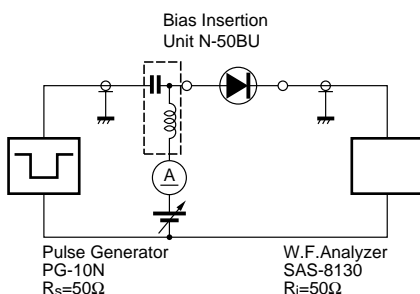 Bias Insertion
Unit N-50BU
A
Pulse Generator
PG-10N
Rs=50Ω
W.F.Analyzer
SAS-8130
Ri=50Ω